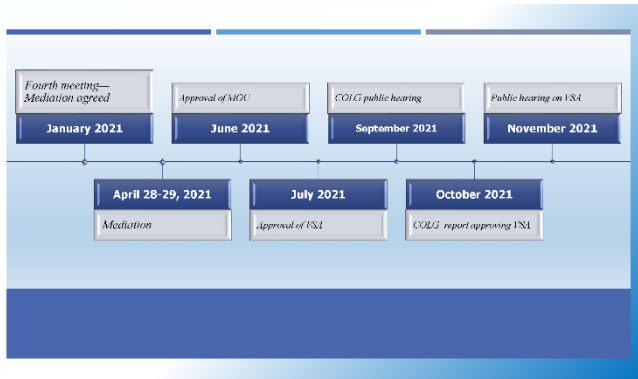 Fourth meeting—
Mediation agreed
January 2021
April 28-29, 2021
Mediation
Approval of MOU
June 2021
July 2021
Approval of VSA
COLG public hearing
September 2021
October 2021
COLG report approving VSA
Public hearing on VSA
November 2021